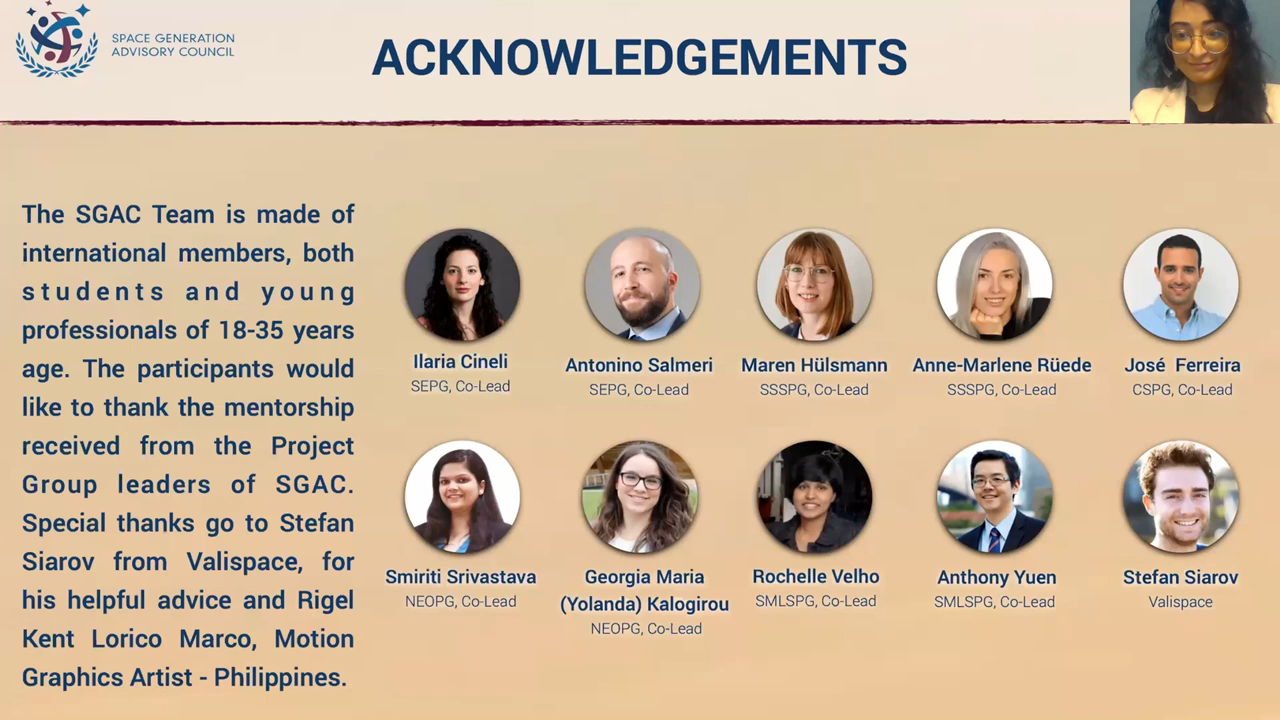 SPACE GENERATION
ADVISORY COUNCIL
ACKNOWLEDGEMENTS
The SGAC Team is made of
international members, both
students and young
professionals of 18-35 years
age. The participants would
like to thank the mentorship
received from the Project
Group leaders of SGAC.
Special thanks go to Stefan
Siarov from Valispace, for
his helpful advice and Rigel
Kent Lorico Marco, Motion
Graphics Artist - Philippines.
Ilaria Cineli
SEPG, Co-Lead
Antonino Salmeri
SEPG, Co-Lead
Maren Hülsmann
SSSPG, Co-Lead
Anne-Marlene Rüede
SSSPG, Co-Lead
José Ferreira
CSPG, Co-Lead
Smiriti Srivastava
NEOPG, Co-Lead
Georgia Maria
(Yolanda) Kalogirou
NEOPG, Co-Lead
Rochelle Velho
SMLSPG, Co-Lead
Anthony Yuen
SMLSPG, Co-Lead
Stefan Siarov
Valispace